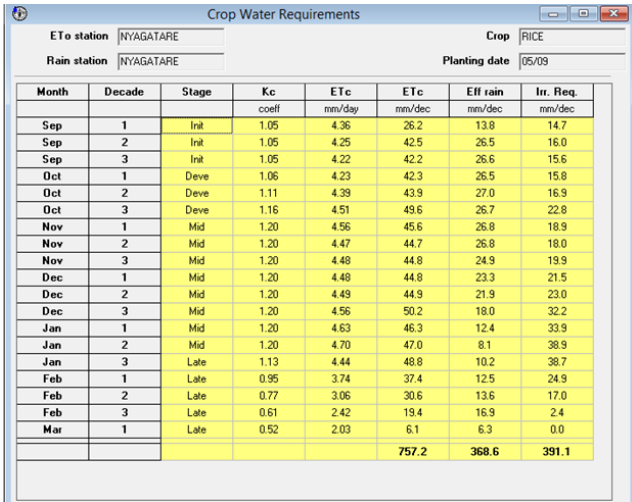 Crop Water Requirements
ETo station NYAGATARE Crop RICE
Rain station NYAGATARE Planting date 05/09
Month Decade Stage Kc ETc ETc Eff rain Irr. Req.
coeff mm/day mm/dec mm/dec mm/dec
Sep 1 Init 1.05 4.36 26.2 13.8 14.7
Sep 2 Init 1.05 4.25 42.5 26.5 16.0
Sep 3 Init 1.05 4.22 42.2 26.6 15.6
Oct 1 Deve 1.06 4.23 42.3 26.5 15.8
Oct 2 Deve 1.11 4.39 43.9 27.0 16.9
Oct 3 Deve 1.16 4.51 49.6 26.7 22.8
Nov 1 Mid 1.20 4.56 45.6 26.8 18.9
Nov 2 Mid 1.20 4.47 44.7 26.8 18.0
Nov 3 Mid 1.20 4.48 44.8 24.9 19.9
Dec 1 Mid 1.20 4.48 44.8 23.3 21.5
Dec 2 Mid 1.20 4.49 44.9 21.9 23.0
Dec 3 Mid 1.20 4.56 50.2 18.0 32.2
Jan 1 Mid 1.20 4.63 46.3 12.4 33.9
Jan 2 Mid 1.20 4.70 47.0 8.1 38.9
Jan 3 Late 1.13 4.44 48.8 10.2 38.7
Feb 1 Late 0.95 3.74 37.4 12.5 24.9
Feb 2 Late 0.77 3.06 30.6 13.6 17.0
Feb 3 Late 0.61 2.42 19.4 16.9 2.4
Mar 1 Late 0.52 2.03 6.1 6.3 0.0
757.2 368.6 391.1